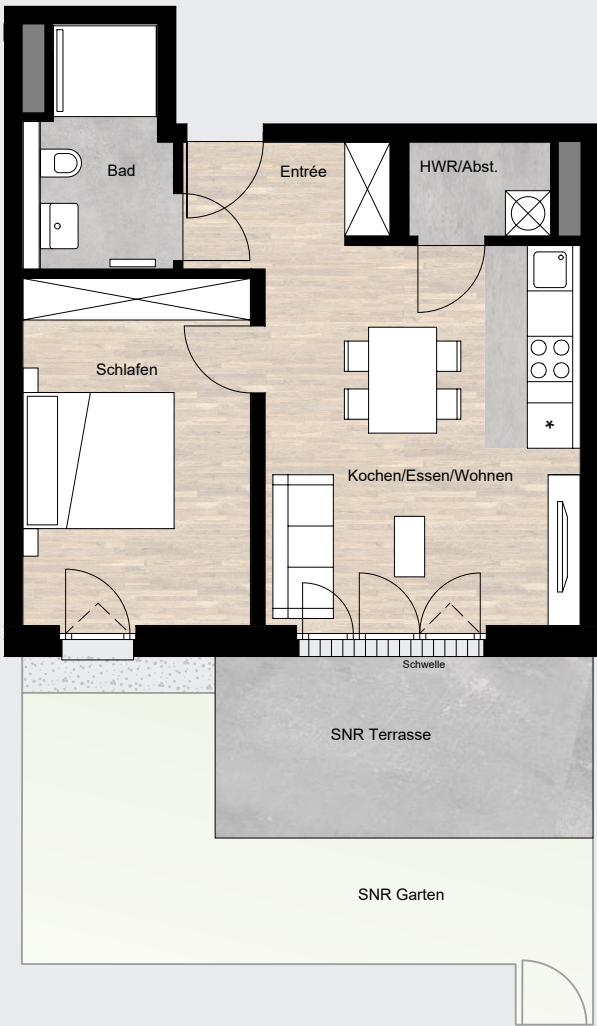 Bad
Entrée
HWR/Abst.
Schlafen
Kochen/Essen/Wohnen
Schwelle
SNR Terrasse
SNR Garten